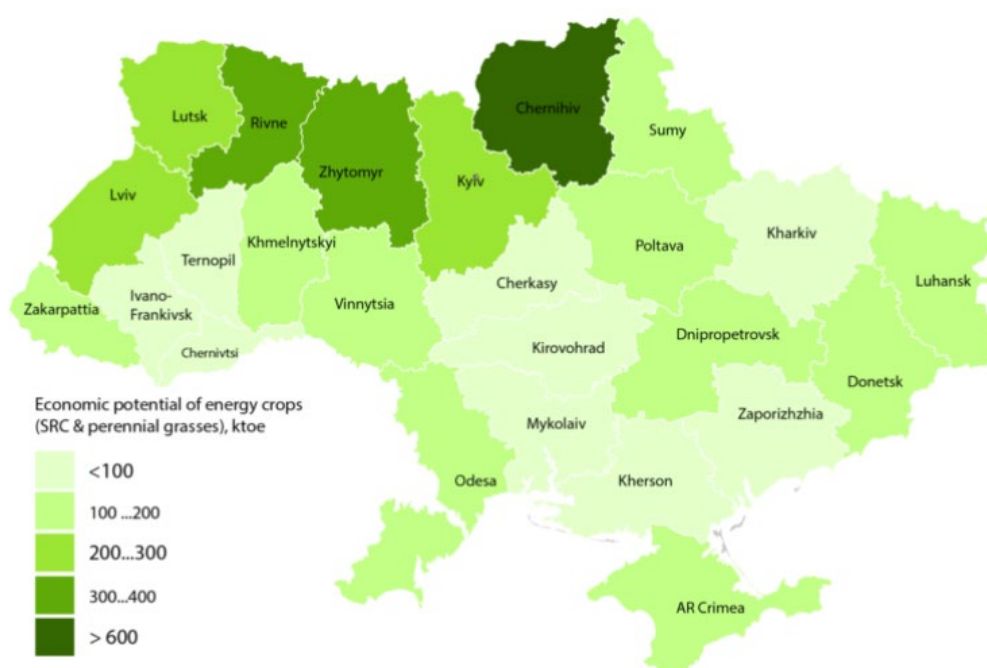 Chernihiv
Lutsk
Rivne
Sumy
Zhytomyr
Kyiv
Lviv
Kharkiv
Khmelnytskyi
Poltava
Ternopil
Cherkasy
Luhansk
Zakarpattia
Ivano-
Frankivsk
Vinnytsia
Dnipropetrovsk
Kirovohrad
Chernivtsi
Donetsk
Economic potential of energy crops
(SRC & perennial grasses), ktoe
Mykolaiv
Zaporizhzhia
<100
Odesa
Kherson
100 ...200
200...300
300...400
AR Crimea
> 600